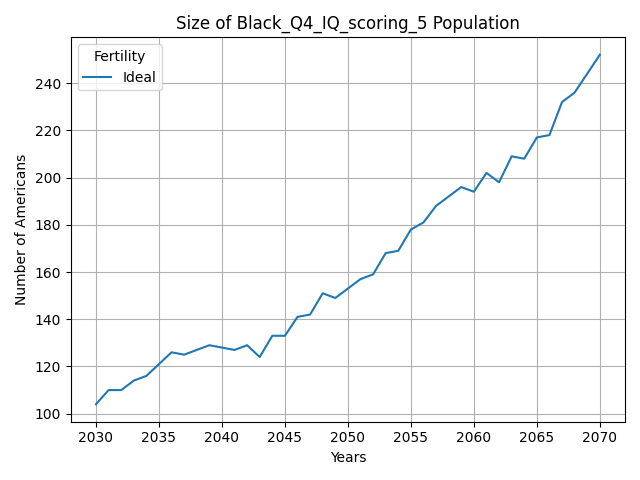 Size of Black_Q4_IQ_scoring_5 Population
Fertility
Ideal
Number of Americans
240
220
200
180
160
140
120
100
2030 2035 2040 2045 2050 2055 2060 2065 2070
Years